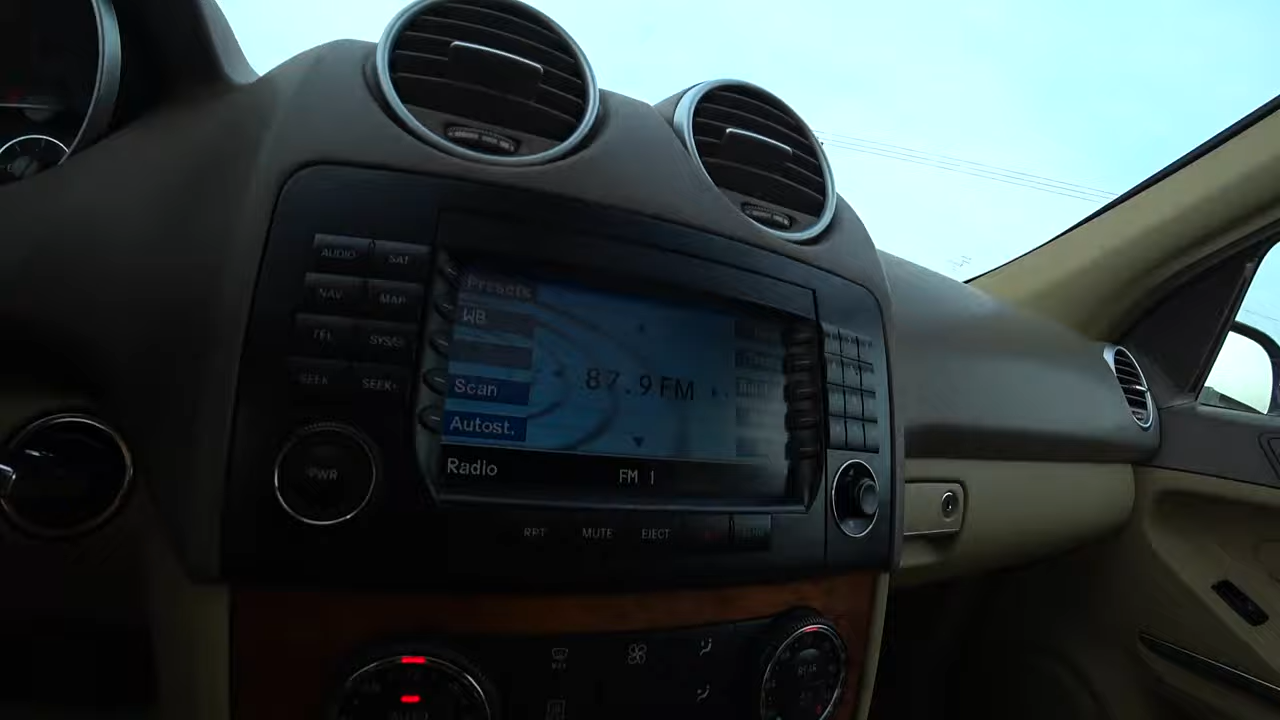 AUDIO
SAT
NAV
MAP
TEL
SYS/
SEEK
SEEK+
PWR
Presets
WB
Scan
Autost.
87.9 FM
Radio
FM 1
RPT
MUTE
EJECT
REAR